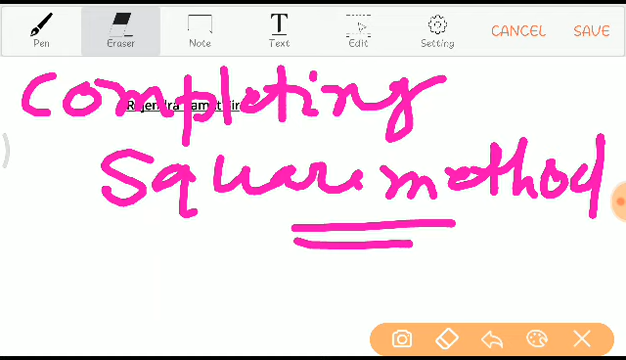 Pen Eraser Note Text Edit Setting CANCEL SAVE
Completing
Square method